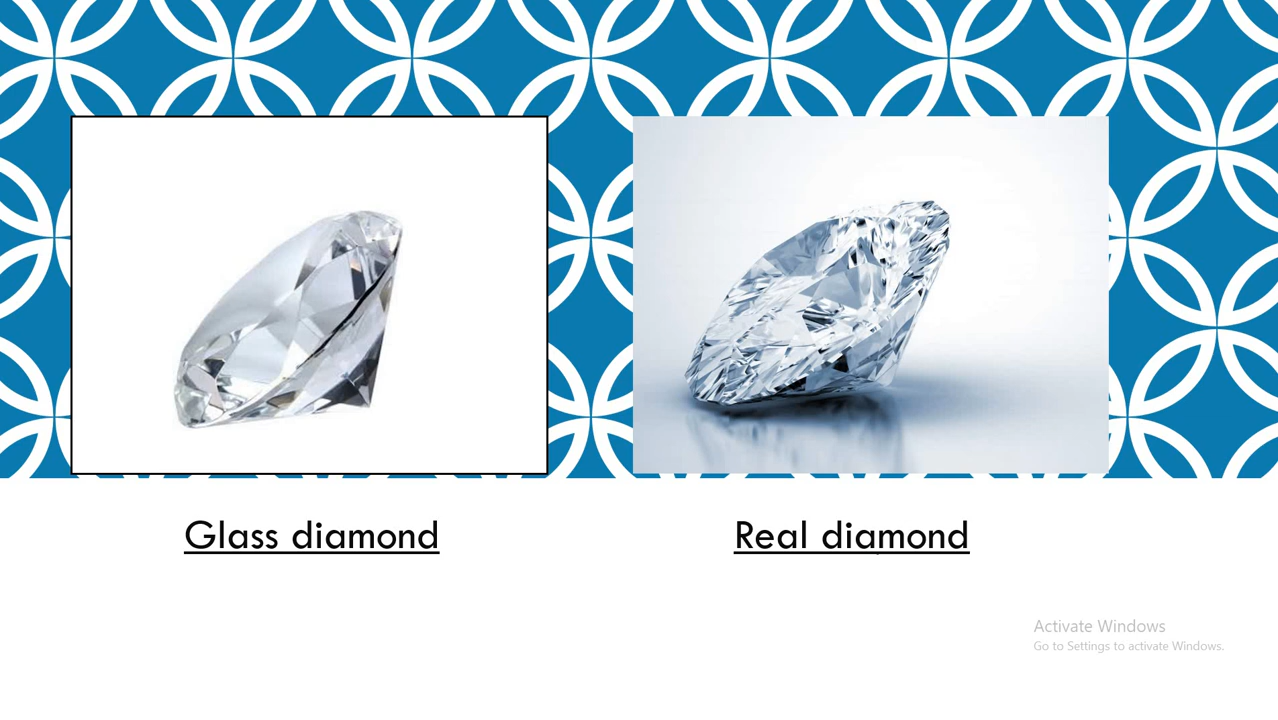 Glass diamond
Real diamond
Activate Windows
Go to Settings to activate Windows.